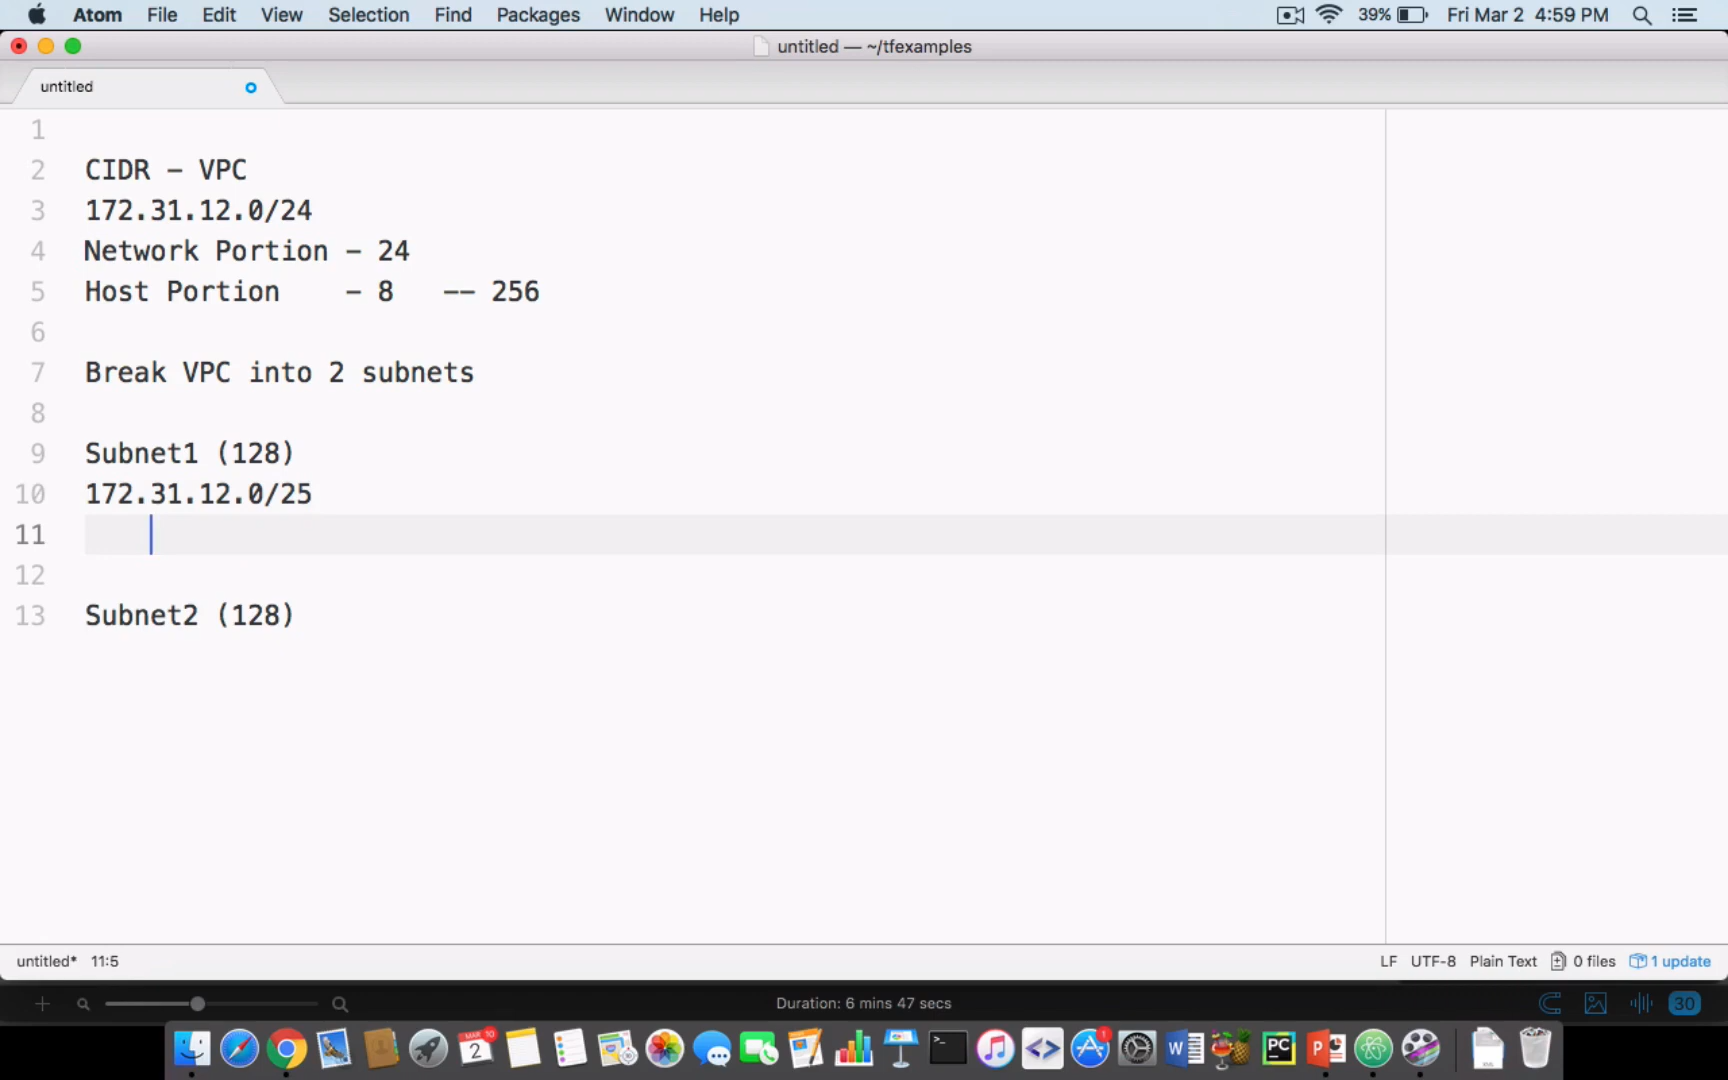 Atom File Edit View Selection Find Packages Window Help 39% Fri Mar 2 4:59 PM
untitled — ~/tfexamples
untitled
1
2 CIDR - VPC
3 172.31.12.0/24
4 Network Portion - 24
5 Host Portion    - 8   -- 256
6
7 Break VPC into 2 subnets
8
9 Subnet1 (128)
10 172.31.12.0/25
11
12
13 Subnet2 (128)
untitled* 11:5 LF UTF-8 Plain Text 0 files 1 update
Duration: 6 mins 47 secs 30